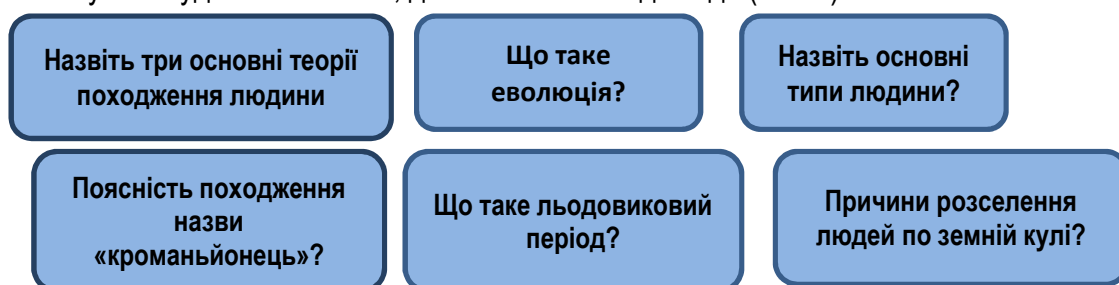 Назвіть три основні теорії
походження людини
Що таке
еволюція?
Назвіть основні
типи людини?
Поясність походження
назви
«кроманьйонець»?
Що таке льодовиковий
період?
Причини розселення
людей по земній кулі?